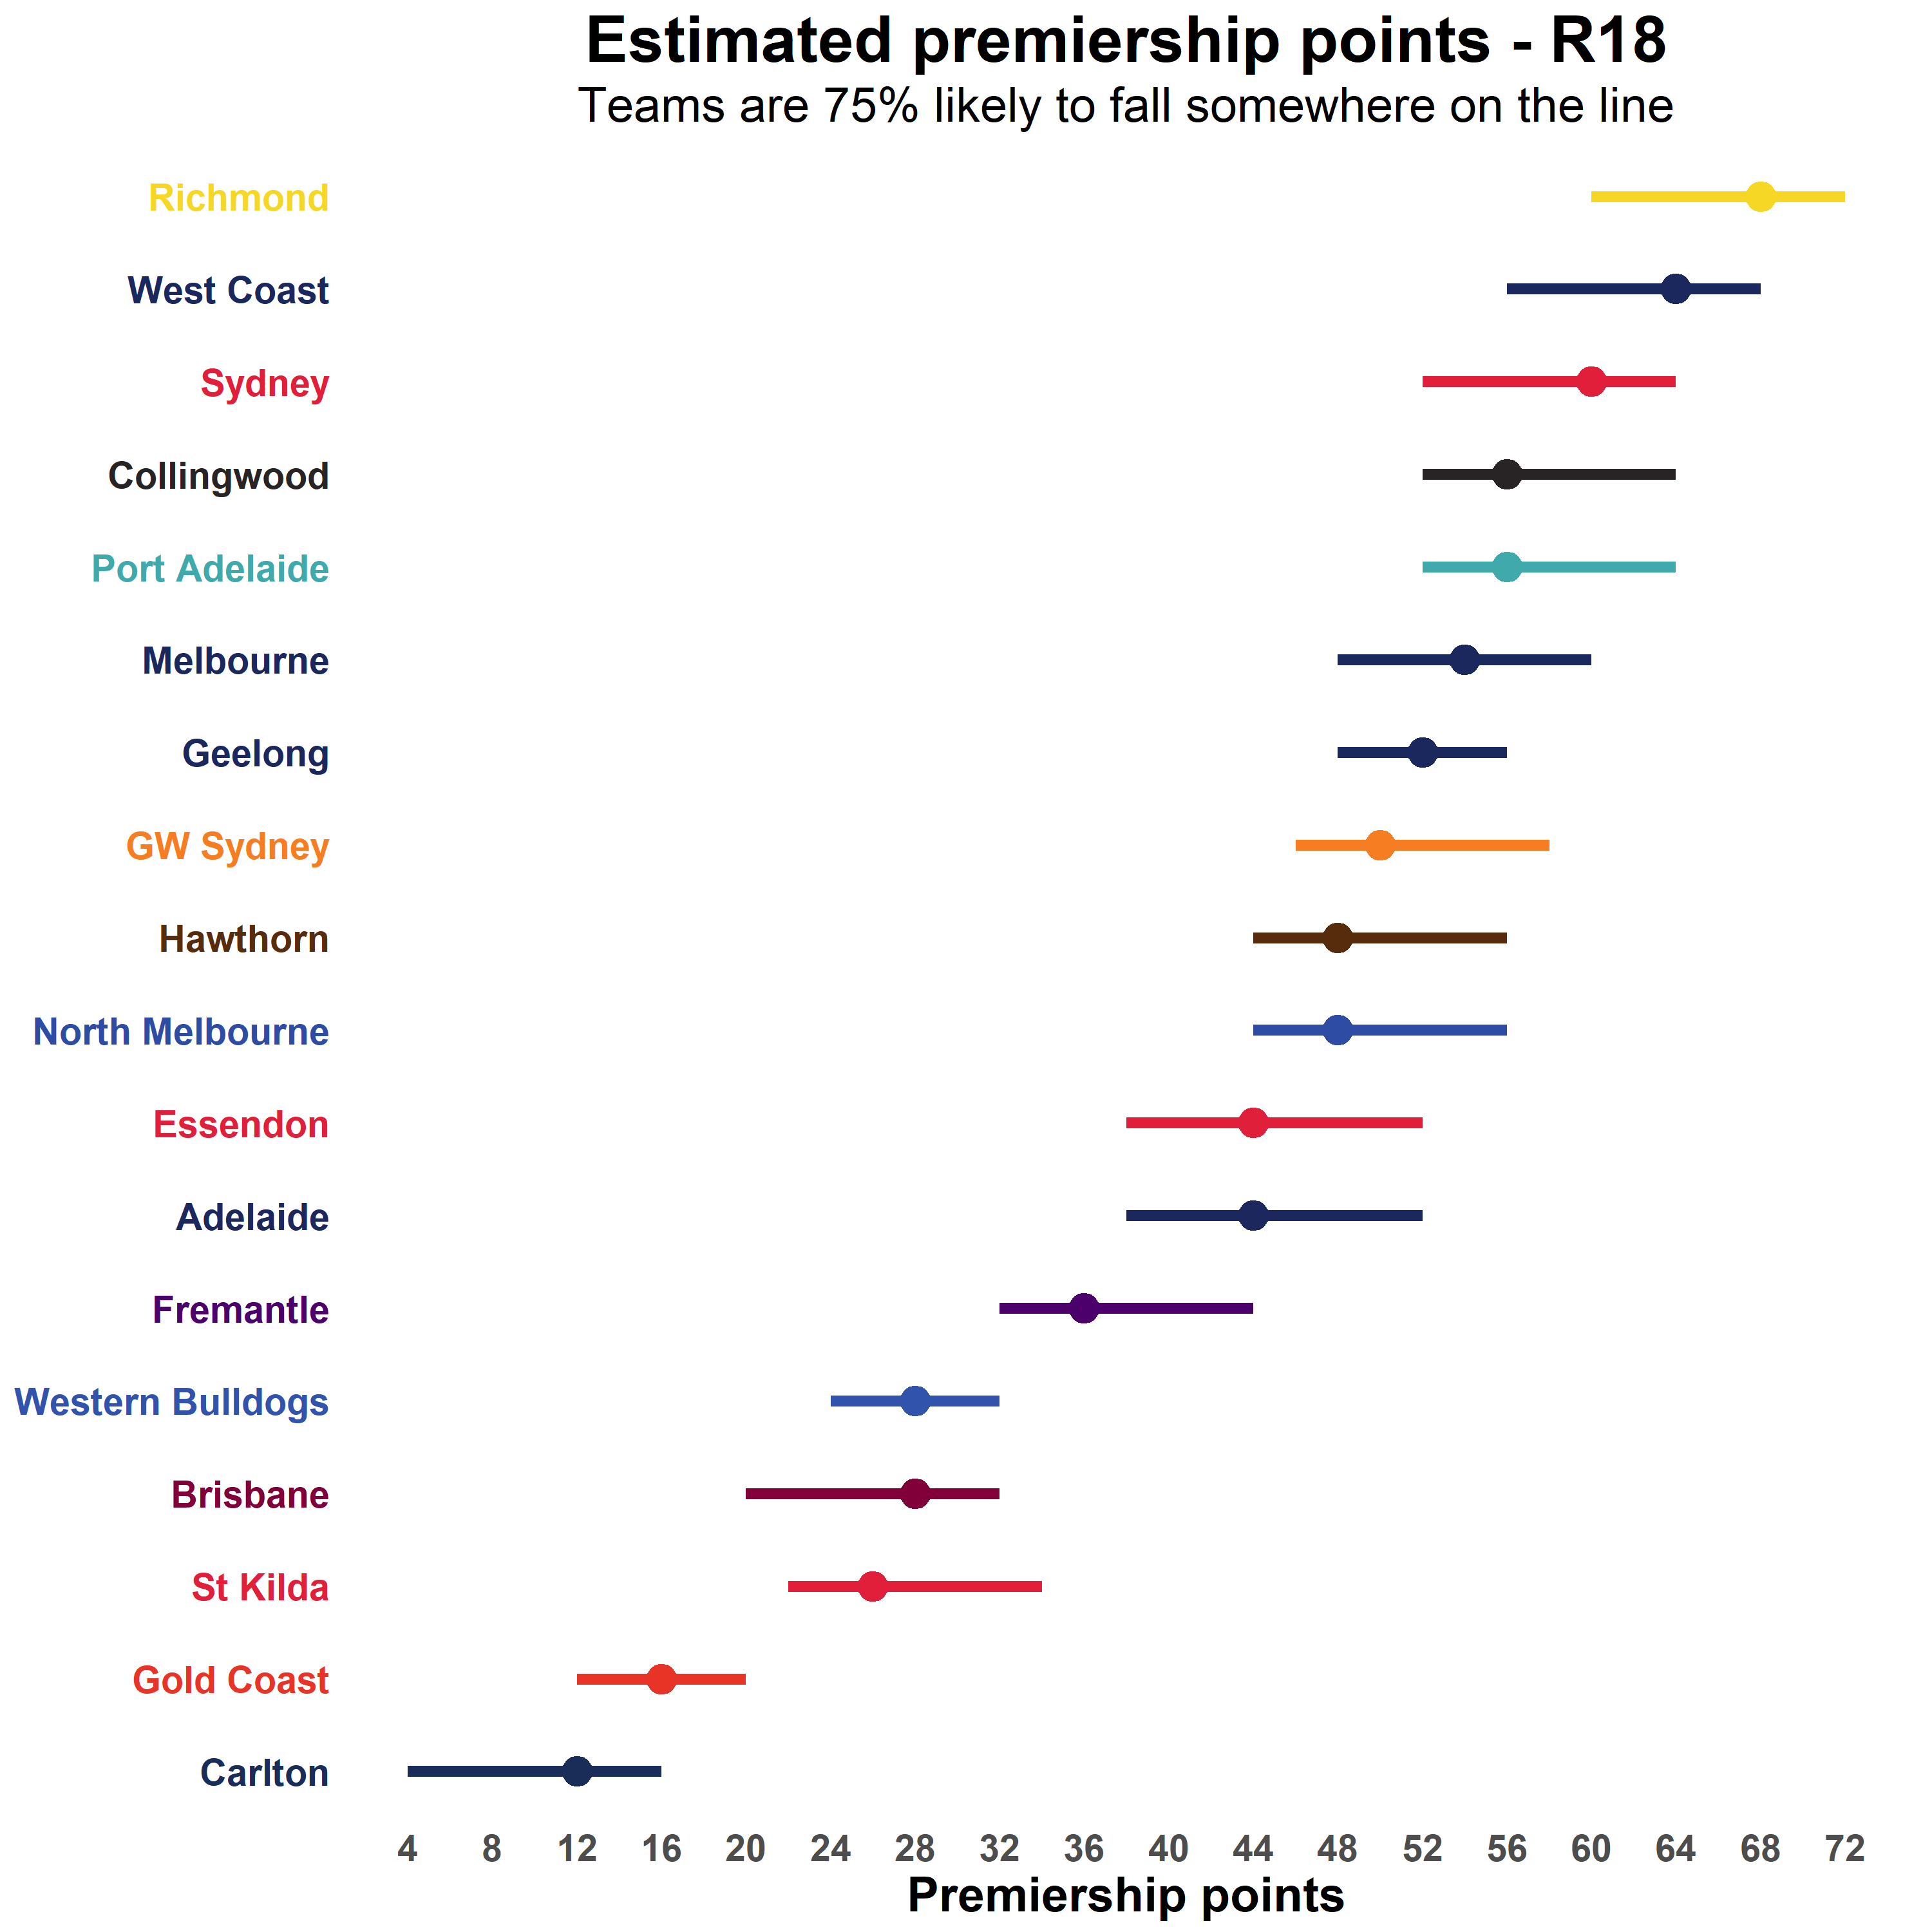 Estimated premiership points - R18
Teams are 75% likely to fall somewhere on the line
Richmond
West Coast
Sydney
Collingwood
Port Adelaide
Melbourne
Geelong
GW Sydney
Hawthorn
North Melbourne
Essendon
Adelaide
Fremantle
Western Bulldogs
Brisbane
St Kilda
Gold Coast
Carlton
4 8 12 16 20 24 28 32 36 40 44 48 52 56 60 64 68 72
Premiership points